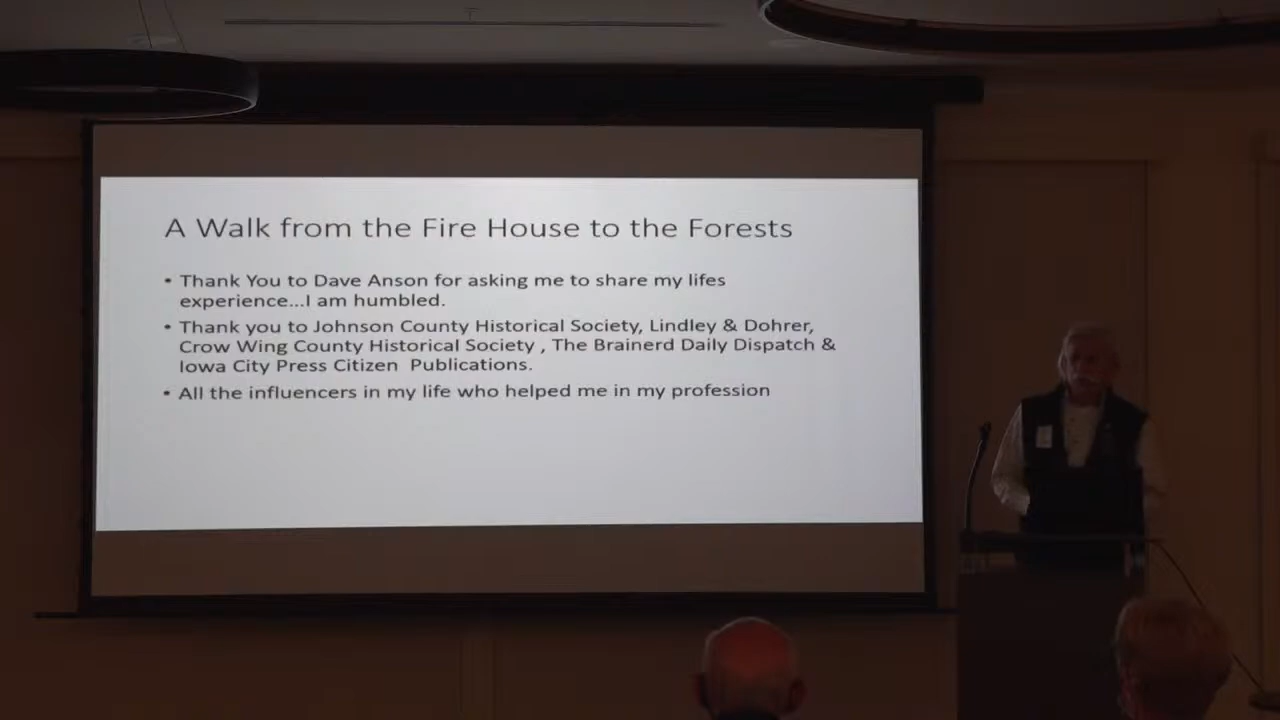 A Walk from the Fire House to the Forests
• Thank You to Dave Anson for asking me to share my lifes
experience...I am humbled.
• Thank you to Johnson County Historical Society, Lindley & Dohrer,
Crow Wing County Historical Society , The Brainerd Daily Dispatch &
Iowa City Press Citizen Publications.
• All the influencers in my life who helped me in my profession